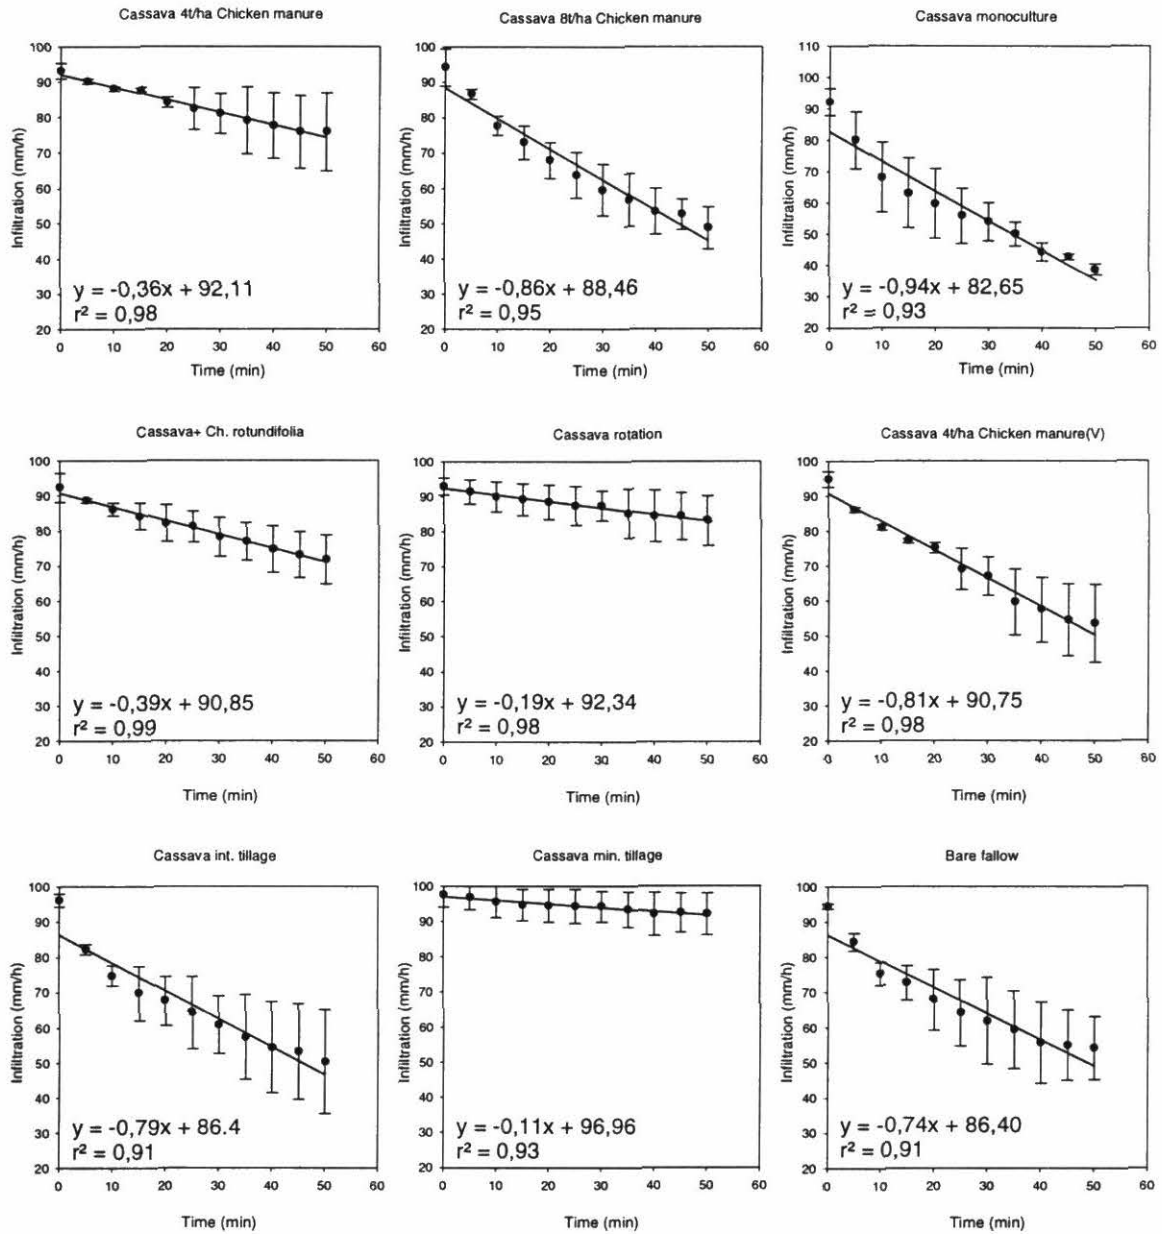 Cassava 4t/ha Chicken manure
100
90
80
70
60
50
40
30
20
Infiltration (mm/h)
y = -0,36x + 92,11
r² = 0,98
0 10 20 30 40 50 60
Time (min)
Cassava 8t/ha Chicken manure
100
90
80
70
60
50
40
30
20
Infiltration (mm/h)
y = -0,86x + 88,46
r² = 0,95
0 10 20 30 40 50 60
Time (min)
Cassava monoculture
110
100
90
80
70
60
50
40
30
20
Infiltration (mm/h)
y = -0,94x + 82,65
r² = 0,93
0 10 20 30 40 50 60
Time (min)
Cassava+ Ch. rotundifolia
100
90
80
70
60
50
40
30
20
Infiltration (mm/h)
y = -0,39x + 90,85
r² = 0,99
0 10 20 30 40 50 60
Time (min)
Cassava rotation
100
90
80
70
60
50
40
30
20
Infiltration (mm/h)
y = -0,19x + 92,34
r² = 0,98
0 10 20 30 40 50 60
Time (min)
Cassava 4t/ha Chicken manure(V)
100
90
80
70
60
50
40
30
20
Infiltration (mm/h)
y = -0,81x + 90,75
r² = 0,98
0 10 20 30 40 50 60
Time (min)
Cassava int. tillage
100
90
80
70
60
50
40
30
20
Infiltration (mm/h)
y = -0,79x + 86.4
r² = 0,91
0 10 20 30 40 50 60
Time (min)
Cassava min. tillage
100
90
80
70
60
50
40
30
20
Infiltration (mm/h)
y = -0,11x + 96,96
r² = 0,93
0 10 20 30 40 50 60
Time (min)
Bare fallow
100
90
80
70
60
50
40
30
20
Infiltration (mm/h)
y = -0,74x + 86,40
r² = 0,91
0 10 20 30 40 50 60
Time (min)